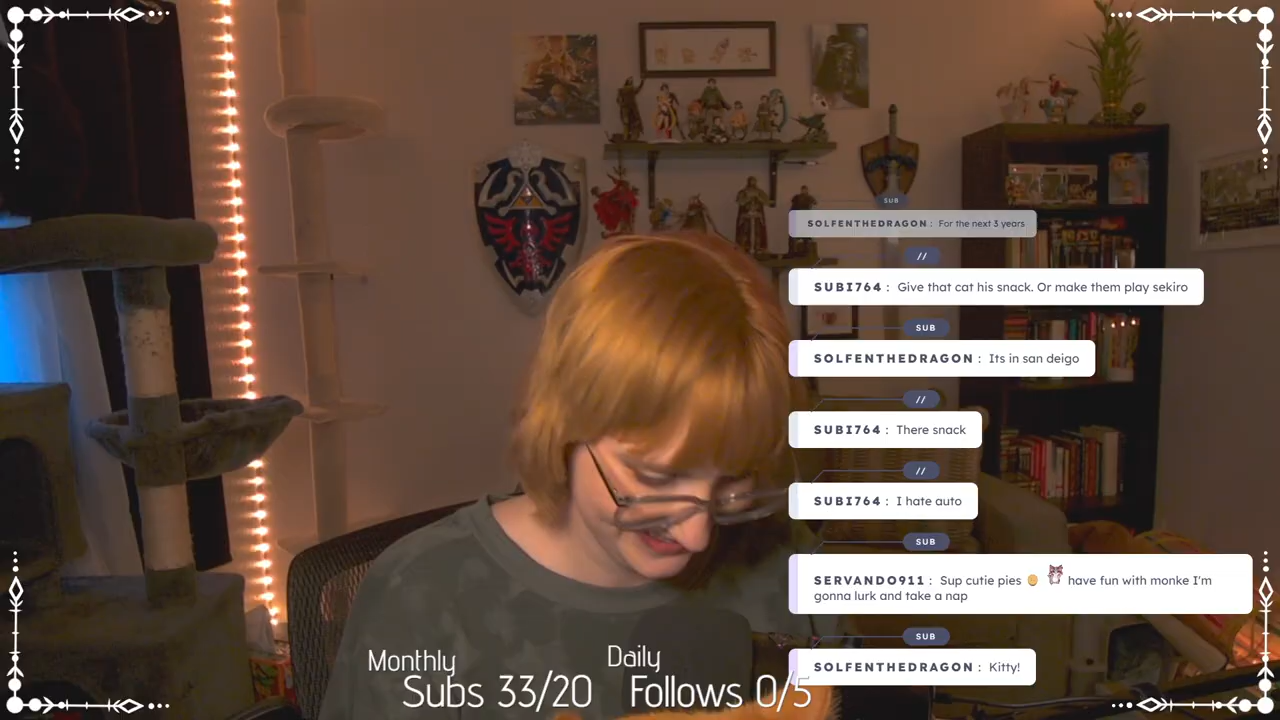 SUB
SOLFENTHEDRAGON : For the next 3 years
//
SUBI764 : Give that cat his snack. Or make them play sekiro
SUB
SOLFENTHEDRAGON : Its in san deigo
//
SUBI764 : There snack
//
SUBI764 : I hate auto
SUB
SERVANDO911 : Sup cutie pies have fun with monke I'm
gonna lurk and take a nap
SUB
SOLFENTHEDRAGON : Kitty!
Monthly
Subs 33/20
Daily
Follows 0/5